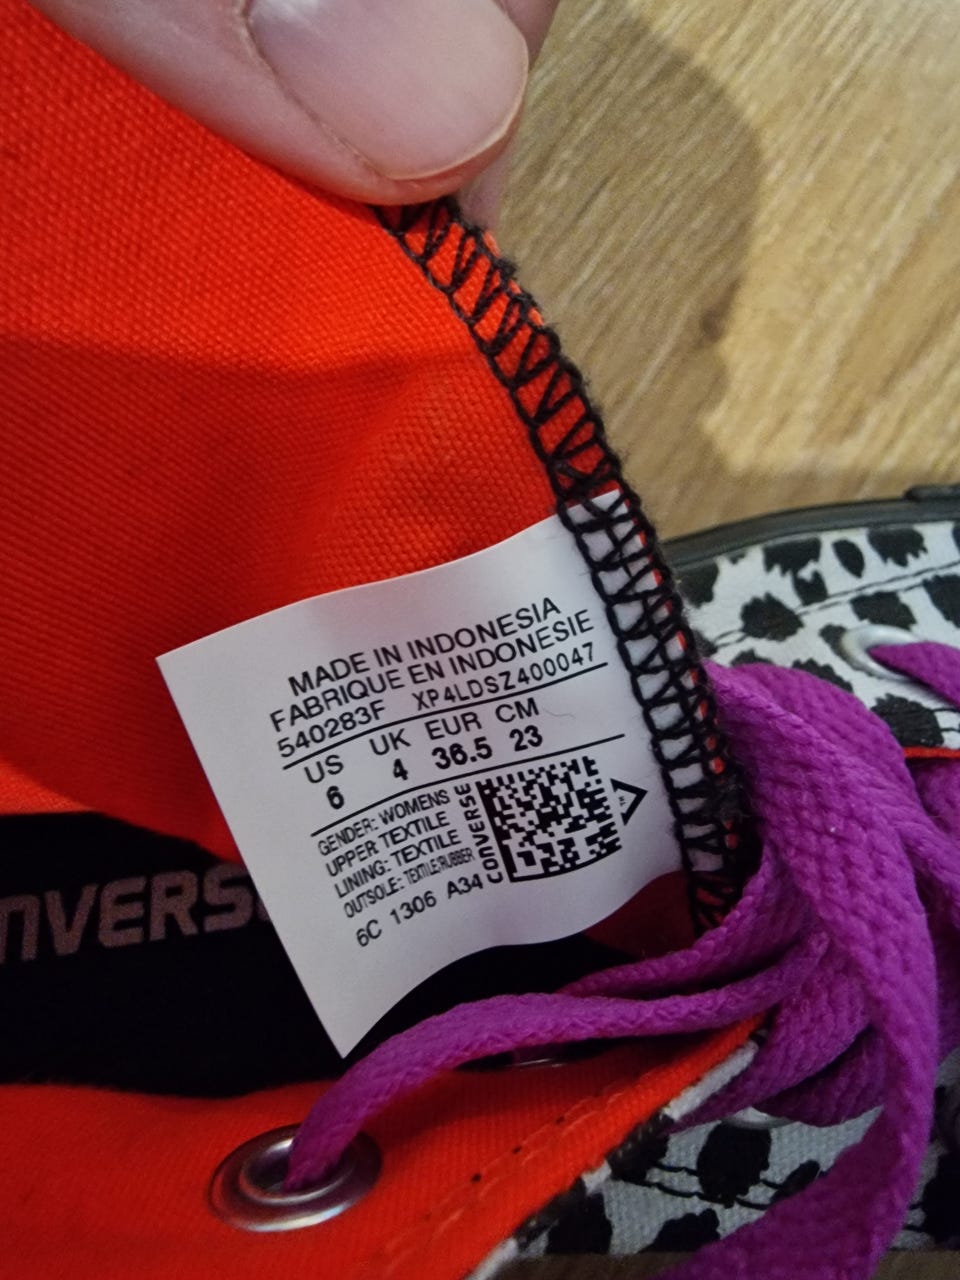 MADE IN INDONESIA
FABRIQUE EN INDONESIE
540283F XP4LDSZ400047
US UK EUR CM
6 4 36.5 23
GENDER: WOMENS
UPPER TEXTILE
LINING: TEXTILE
OUTSOLE: TEXTILE/RUBBER
6C 1306 A34
CONVERSE
TM
NVERS